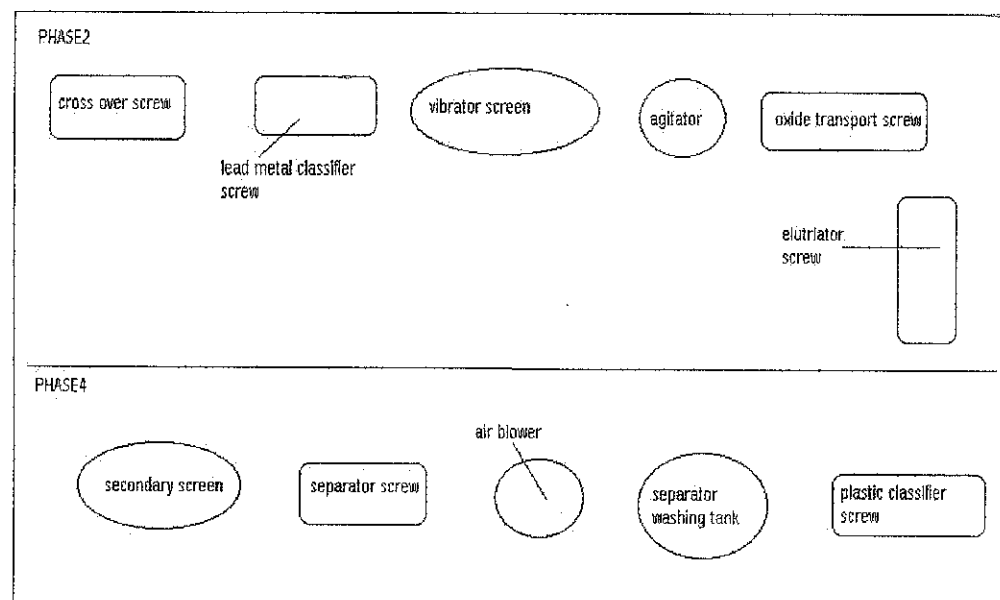 PHASE2
cross over screw
vibrator screen
agitator
oxide transport screw
lead metal classifier
screw
elutriator
screw
PHASE4
air blower
secondary screen
separator screw
separator
washing tank
plastic classifier
screw